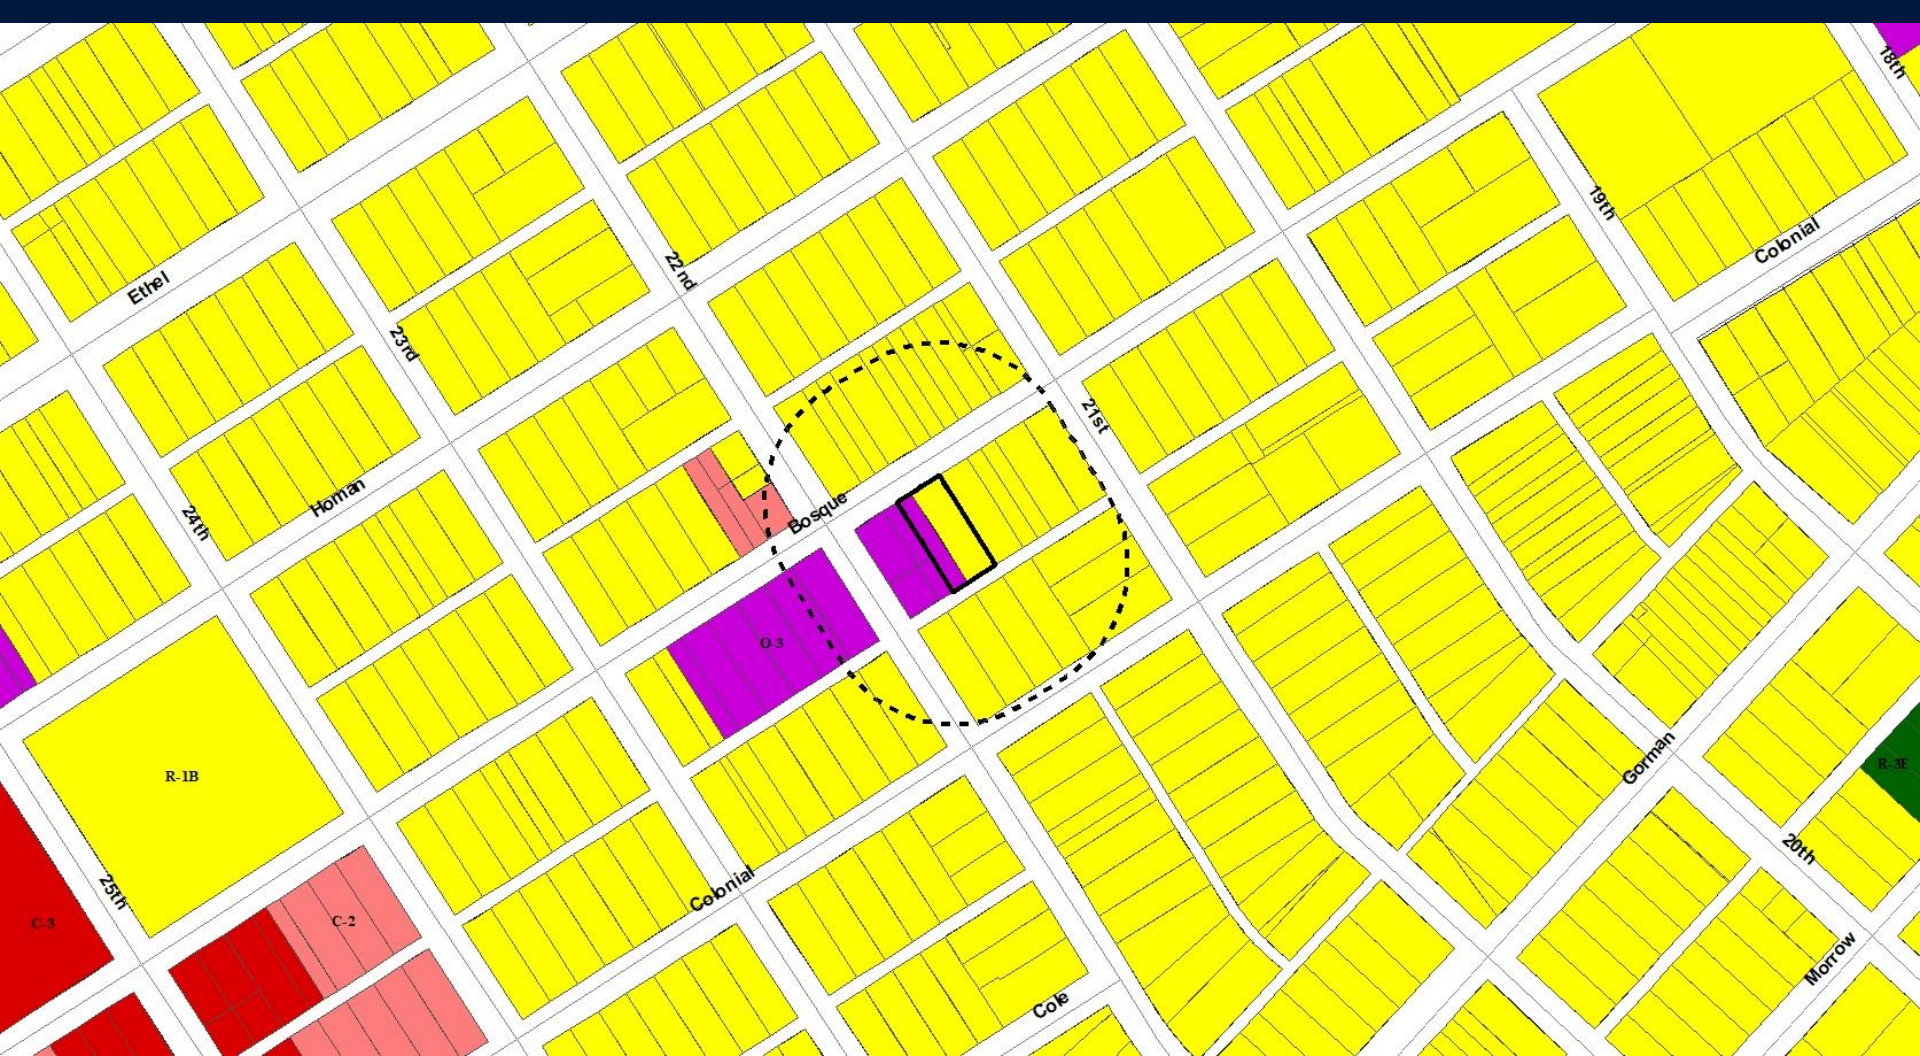 18th
19th
Colonial
22nd
Ethel
23rd
21st
Homan
Bosque
24th
O-3
R-1B
Gorman
R-3E
20th
25th
Colonial
C-3
C-2
Morrow
Cole